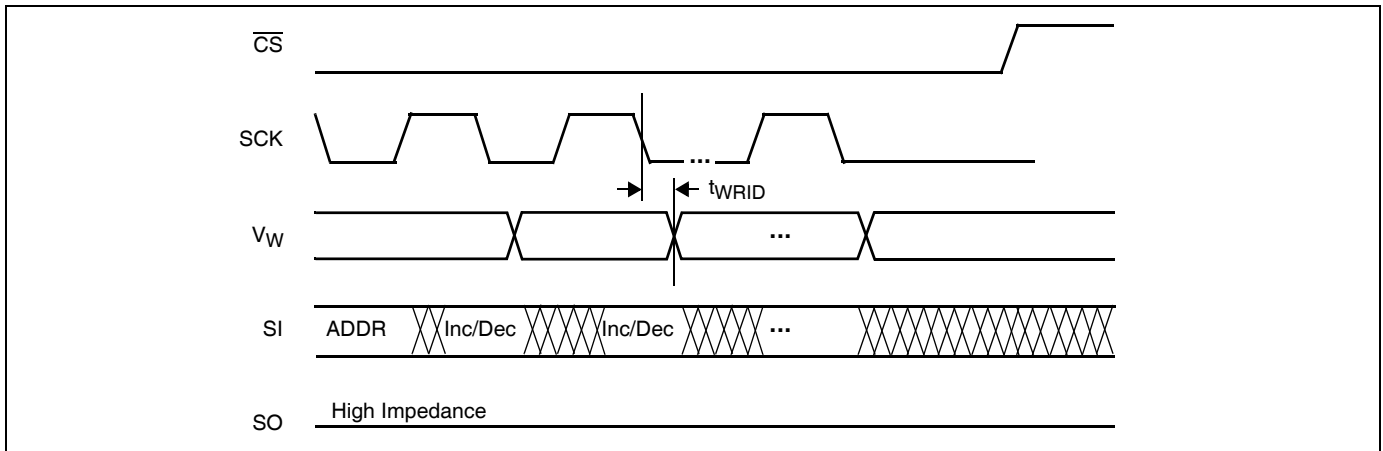 CS
SCK
...
tWRID
VW
...
SI ADDR Inc/Dec Inc/Dec ...
SO High Impedance